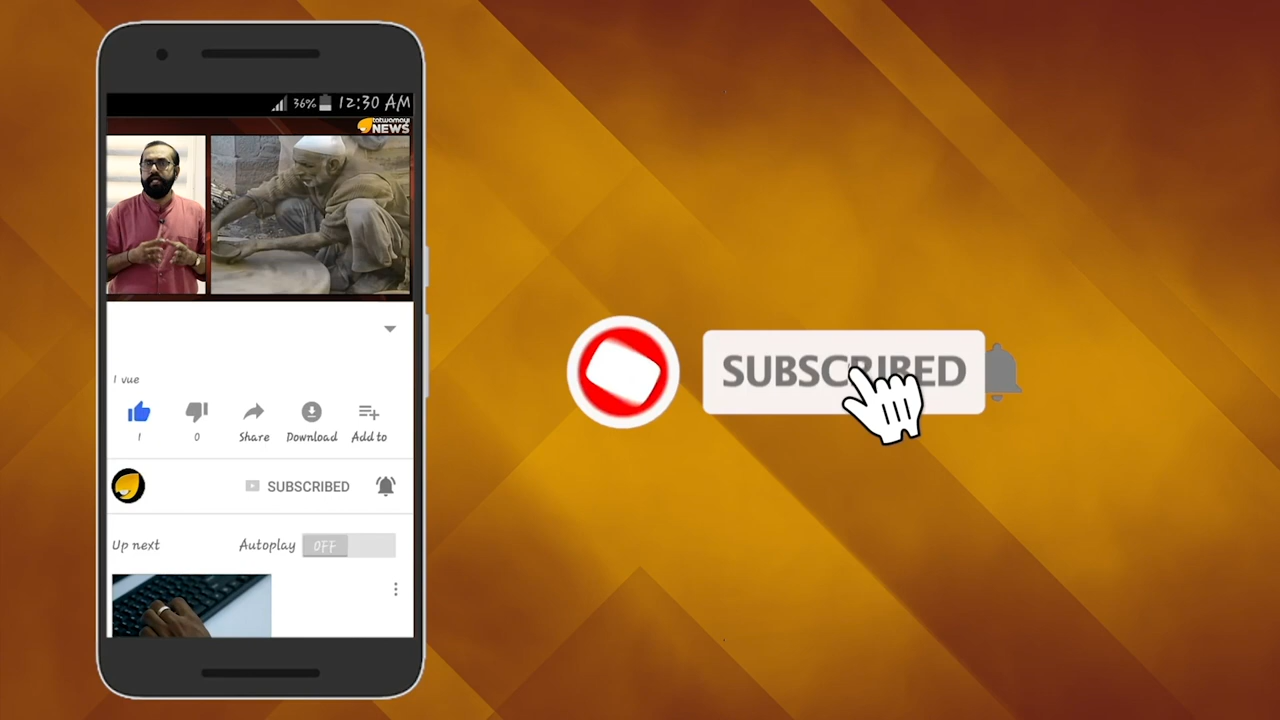 36% 12:30 AM
tatwamayi
NEWS
1 vue
1
0
Share
Download
Add to
SUBSCRIBED
Up next
Autoplay
OFF
SUBSCRIBED